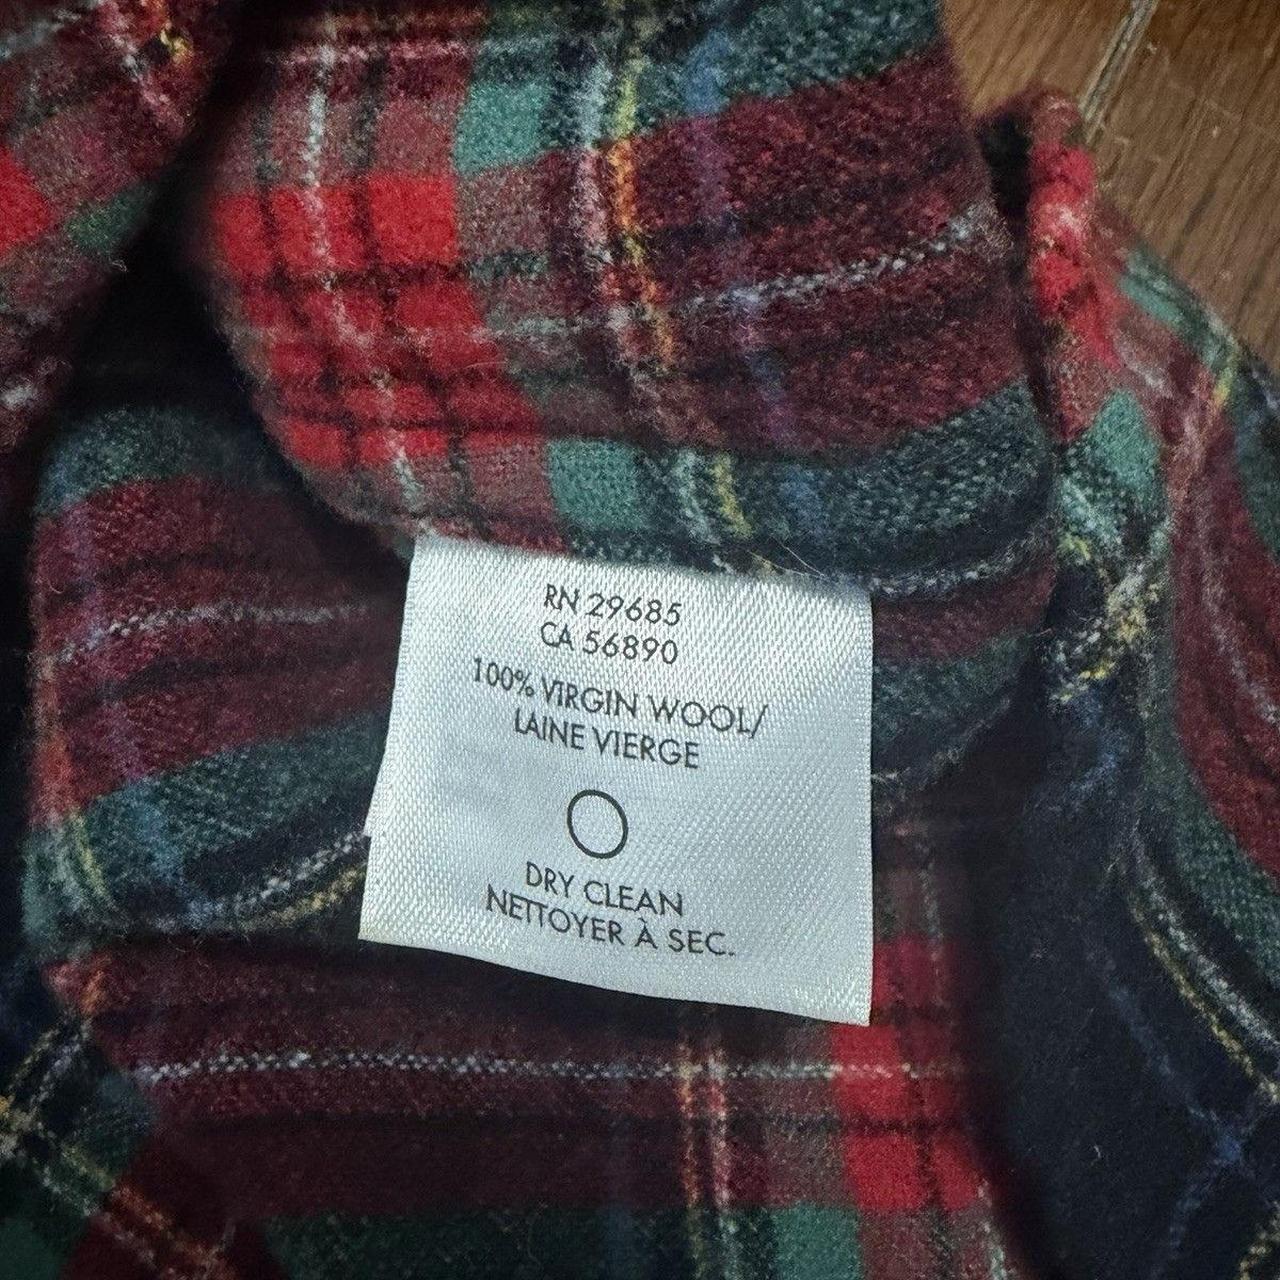 RN 29685
CA 56890
100% VIRGIN WOOL/
LAINE VIERGE
DRY CLEAN
NETTOYER À SEC.